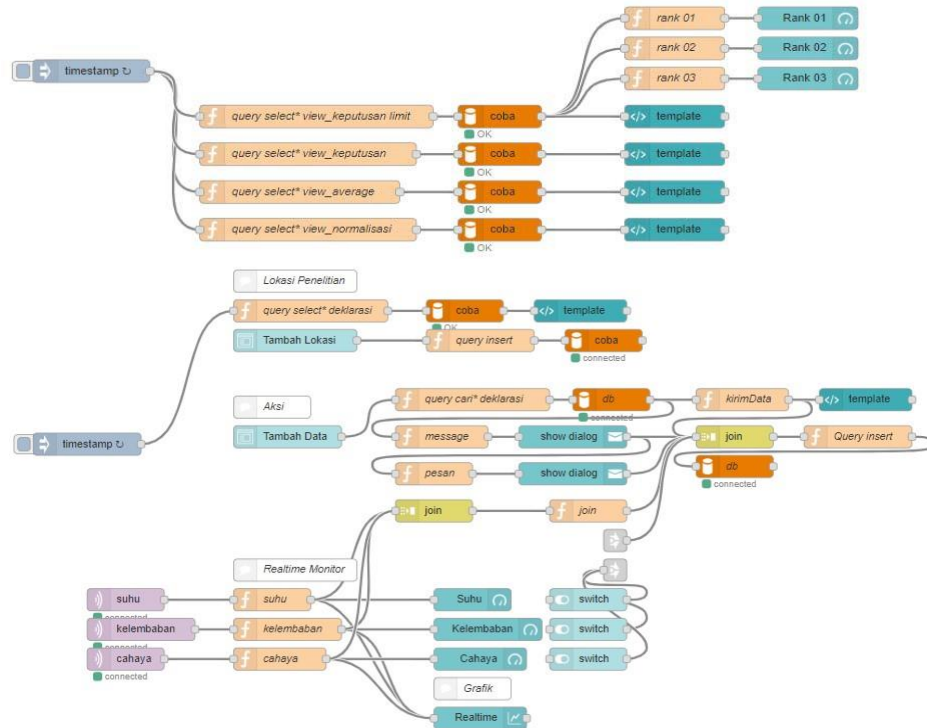 rank 01 Rank 01
timestamp ↻ rank 02 Rank 02
rank 03 Rank 03
query select* view_keputusan limit coba template
OK
query select* view_keputusan coba template
OK
query select* view_average coba template
OK
query select* view_normalisasi coba template
OK
Lokasi Penelitian
query select* deklarasi coba template
OK
Tambah Lokasi query insert coba
connected
query cari* deklarasi db kirimData template
Aksi
connected
timestamp ↻ Tambah Data message show dialog join Query insert
pesan show dialog db
connected
join join
Realtime Monitor
suhu suhu Suhu switch
connected
kelembaban kelembaban Kelembaban switch
connected
cahaya cahaya Cahaya switch
connected
Grafik
Realtime